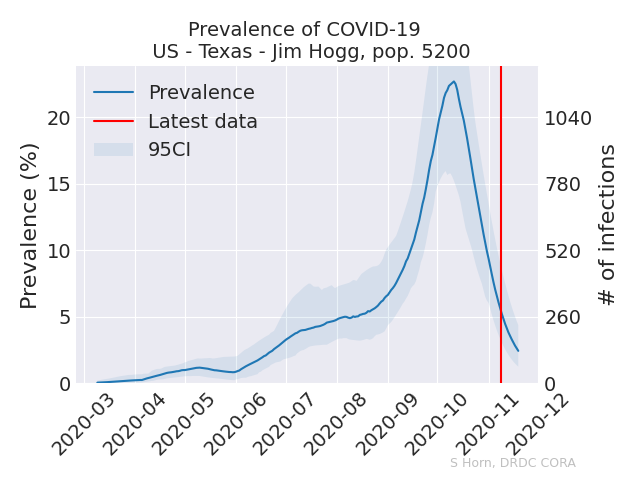 Prevalence of COVID-19
US - Texas - Jim Hogg, pop. 5200
Prevalence
Latest data
95CI
Prevalence (%)
20
15
10
5
0
# of infections
1040
780
520
260
0
2020-03
2020-04
2020-05
2020-06
2020-07
2020-08
2020-09
2020-10
2020-11
2020-12
S Horn, DRDC CORA